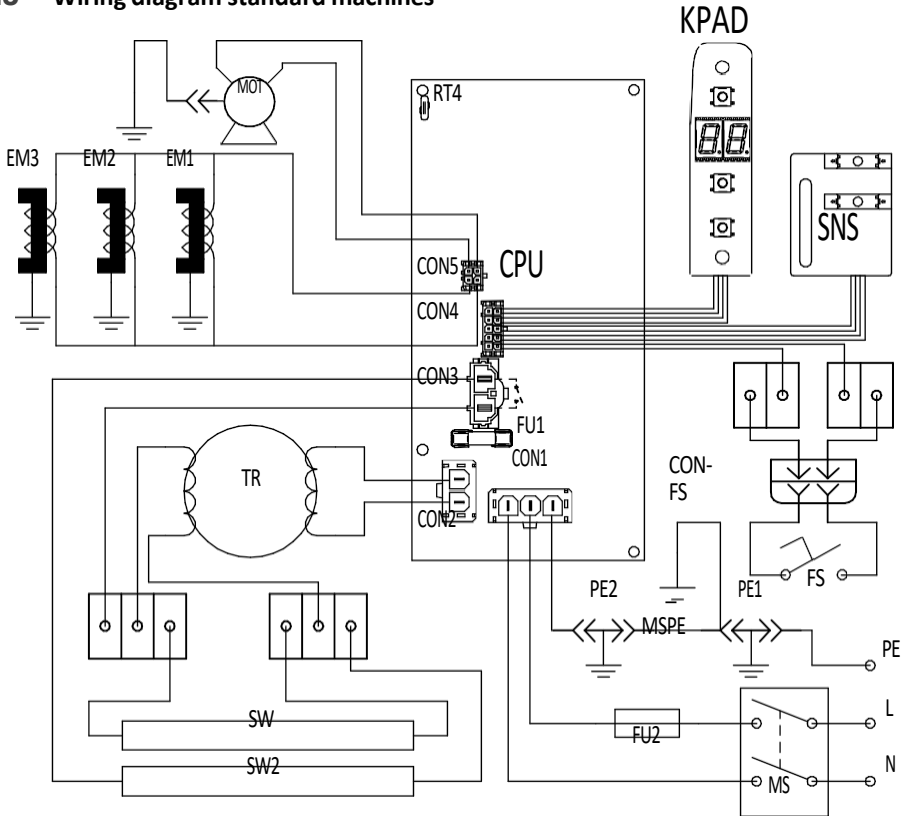 Wiring diagram standard machines
KPAD
MOT
RT4
EM3
EM2
EM1
88
SNS
CON5
CPU
CON4
CON3
FU1
CON1
TR
CON-
FS
CON2
FS
PE2
PE1
MSPE
PE
L
SW
FU2
N
SW2
MS